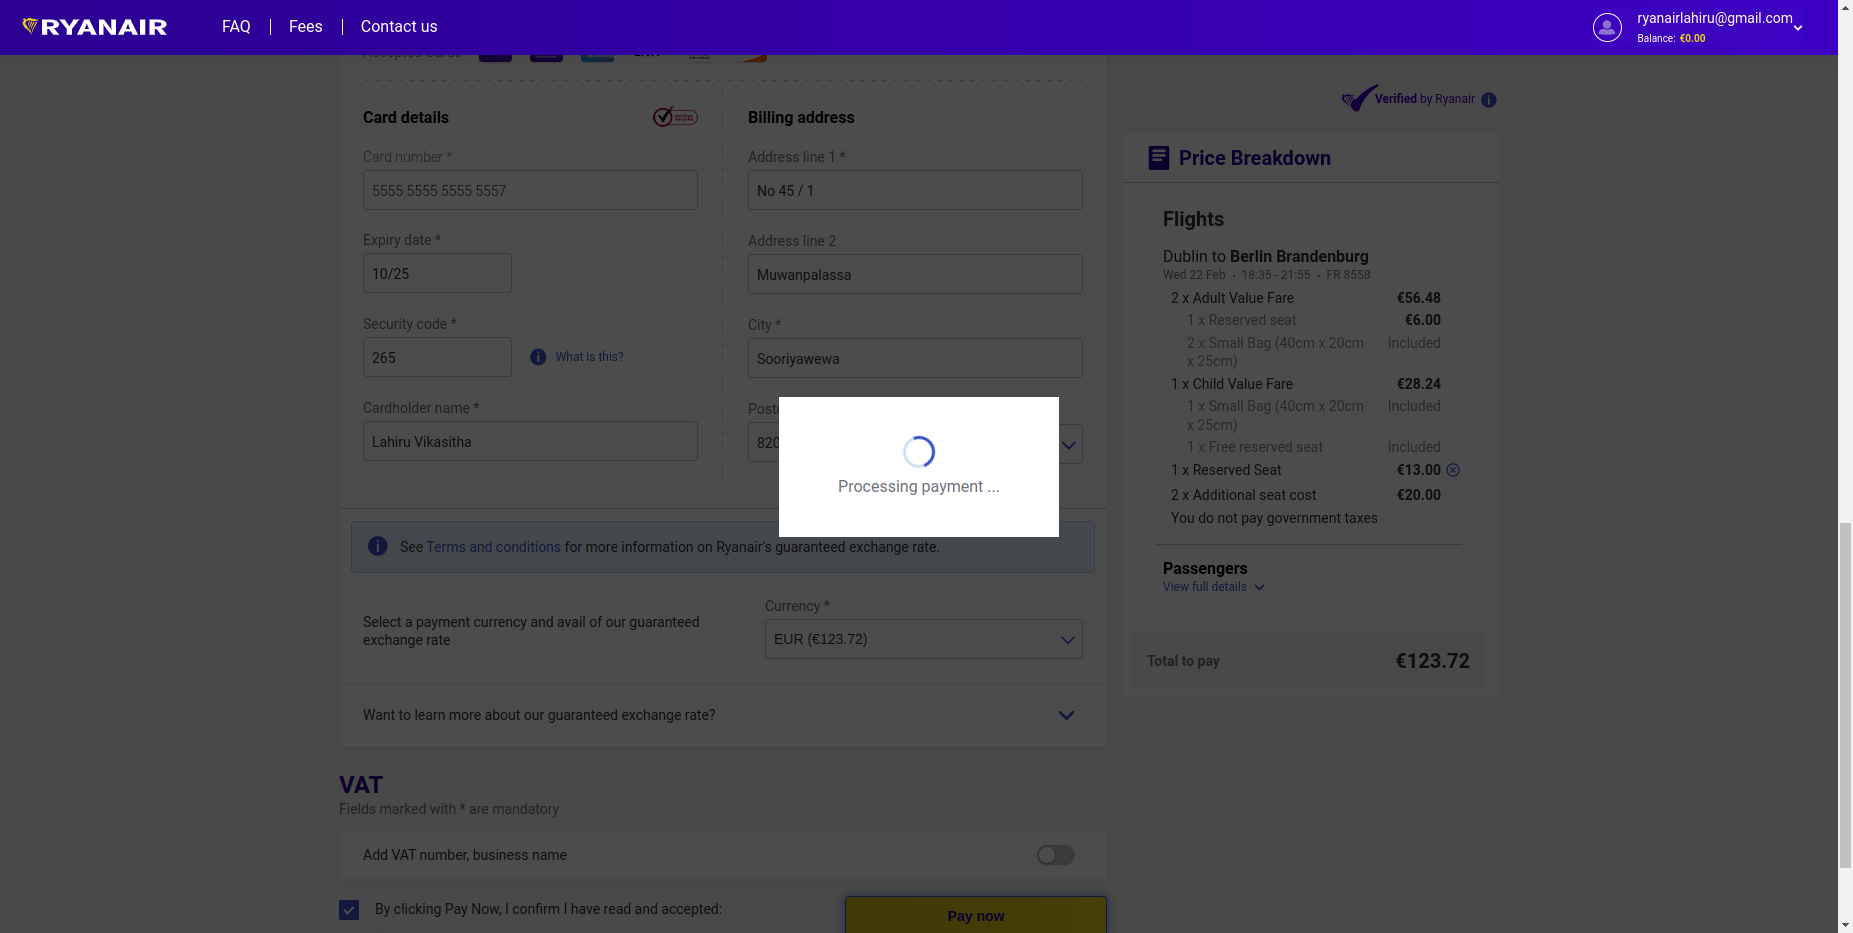 RYANAIR
FAQ
Fees
Contact us
ryanairlahiru@gmail.com
Balance: €0.00
Accepted Cards
Card details
Card number *
5555 5555 5555 5557
Expiry date *
10/25
Security code *
265
What is this?
Cardholder name *
Lahiru Vikasitha
Billing address
Address line 1 *
No 45 / 1
Address line 2
Muwanpalassa
City *
Sooriyawewa
820
Processing payment ...
See Terms and conditions for more information on Ryanair's guaranteed exchange rate.
Select a payment currency and avail of our guaranteed
exchange rate
Currency *
EUR (€123.72)
Want to learn more about our guaranteed exchange rate?
VAT
Fields marked with * are mandatory
Add VAT number, business name
By clicking Pay Now, I confirm I have read and accepted:
Pay now
Verified by Ryanair
Price Breakdown
Flights
Dublin to Berlin Brandenburg
Wed 22 Feb • 18:35 - 21:55 • FR 8558
2 x Adult Value Fare €56.48
1 x Reserved seat €6.00
2 x Small Bag (40cm x 20cm Included
x 25cm)
1 x Child Value Fare €28.24
1 x Small Bag (40cm x 20cm Included
x 25cm)
1 x Free reserved seat Included
1 x Reserved Seat €13.00
2 x Additional seat cost €20.00
You do not pay government taxes
Passengers
View full details
Total to pay €123.72